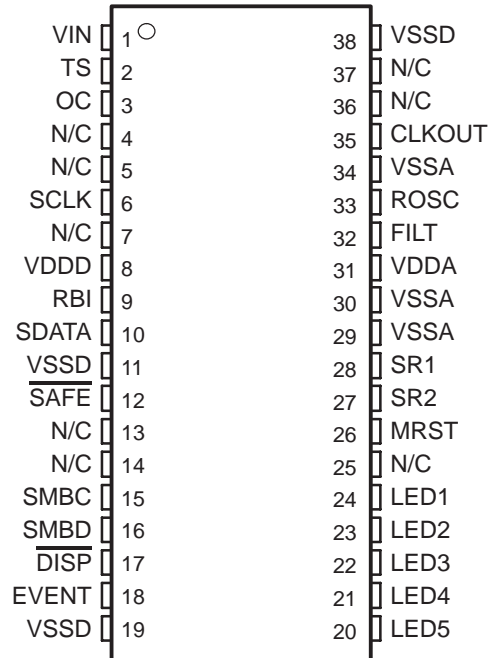 VIN 1 38 VSSD
TS 2 37 N/C
OC 3 36 N/C
N/C 4 35 CLKOUT
N/C 5 34 VSSA
SCLK 6 33 ROSC
N/C 7 32 FILT
VDDD 8 31 VDDA
RBI 9 30 VSSA
SDATA 10 29 VSSA
VSSD 11 28 SR1
SAFE 12 27 SR2
N/C 13 26 MRST
N/C 14 25 N/C
SMBC 15 24 LED1
SMBD 16 23 LED2
DISP 17 22 LED3
EVENT 18 21 LED4
VSSD 19 20 LED5